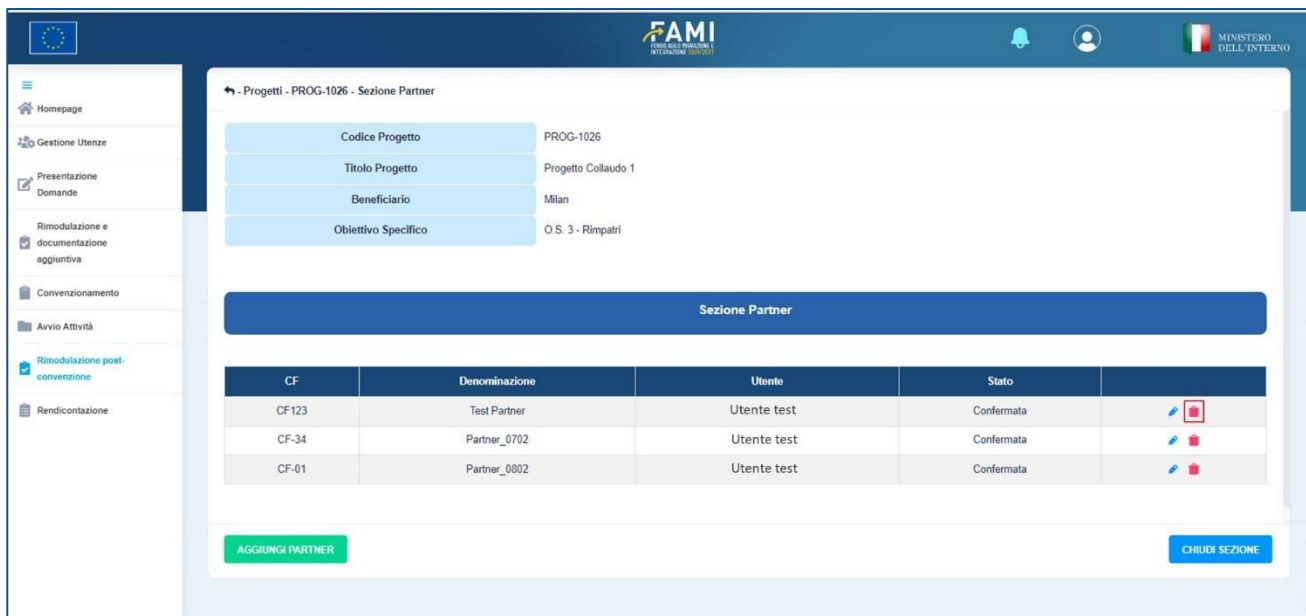 FAMI
FONDO ASILO MIGRAZIONE E
INTEGRAZIONE 2021/2027
MINISTERO
DELL'INTERNO
Homepage
Gestione Utenze
Presentazione
Domande
Rimodulazione e
documentazione
aggiuntiva
Convenzionamento
Avvio Attività
Rimodulazione post-
convenzione
Rendicontazione
- Progetti - PROG-1026 - Sezione Partner
Codice Progetto PROG-1026
Titolo Progetto Progetto Collaudo 1
Beneficiario Milan
Obiettivo Specifico O.S. 3 - Rimpatri
Sezione Partner
CF Denominazione Utente Stato
CF123 Test Partner Utente test Confermata
CF-34 Partner_0702 Utente test Confermata
CF-01 Partner_0802 Utente test Confermata
AGGIUNGI PARTNER CHIUDI SEZIONE